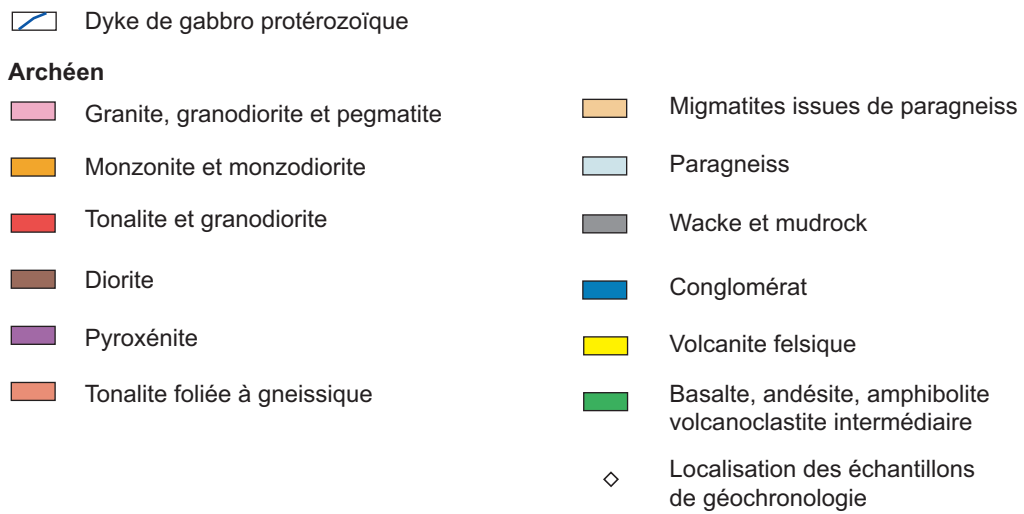 Dyke de gabbro protérozoïque
Archéen
Granite, granodiorite et pegmatite
Monzonite et monzodiorite
Tonalite et granodiorite
Diorite
Pyroxénite
Tonalite foliée à gneissique
Migmatites issues de paragneiss
Paragneiss
Wacke et mudrock
Conglomérat
Volcanite felsique
Basalte, andésite, amphibolite
volcanoclastite intermédiaire
Localisation des échantillons
de géochronologie